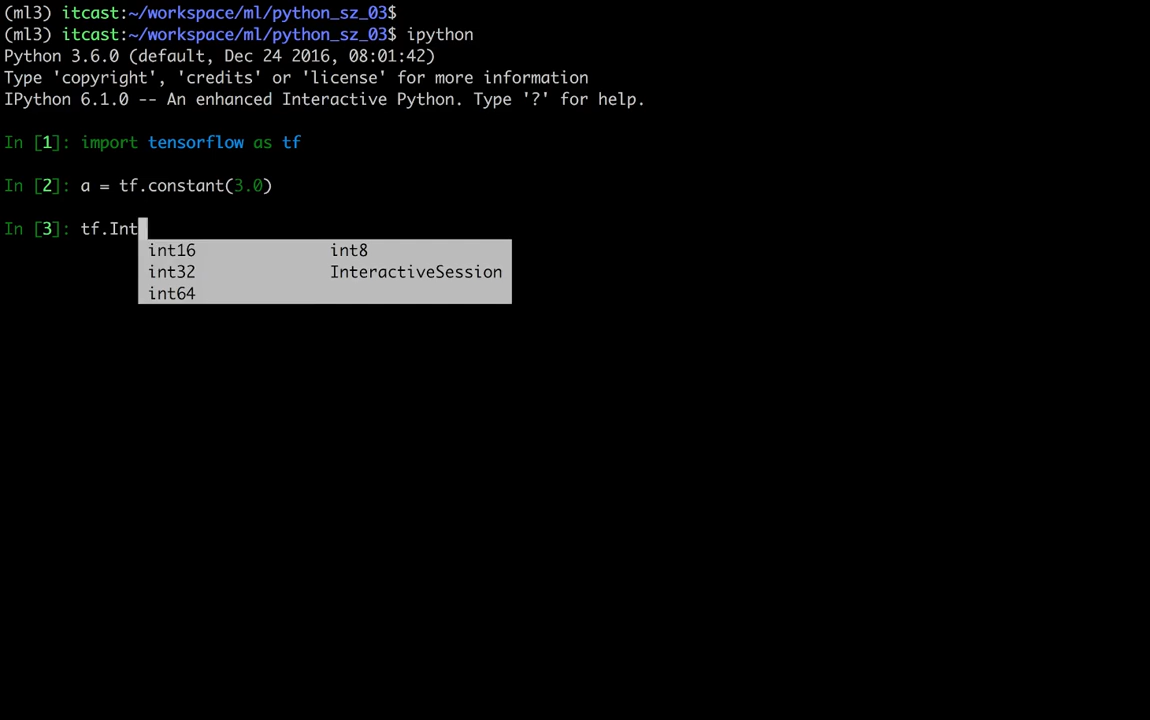 (ml3) itcast:~/workspace/ml/python_sz_03$
(ml3) itcast:~/workspace/ml/python_sz_03$ ipython
Python 3.6.0 (default, Dec 24 2016, 08:01:42)
Type 'copyright', 'credits' or 'license' for more information
IPython 6.1.0 -- An enhanced Interactive Python. Type '?' for help.
In [1]: import tensorflow as tf
In [2]: a = tf.constant(3.0)
In [3]: tf.Int
int16 int8
int32 InteractiveSession
int64